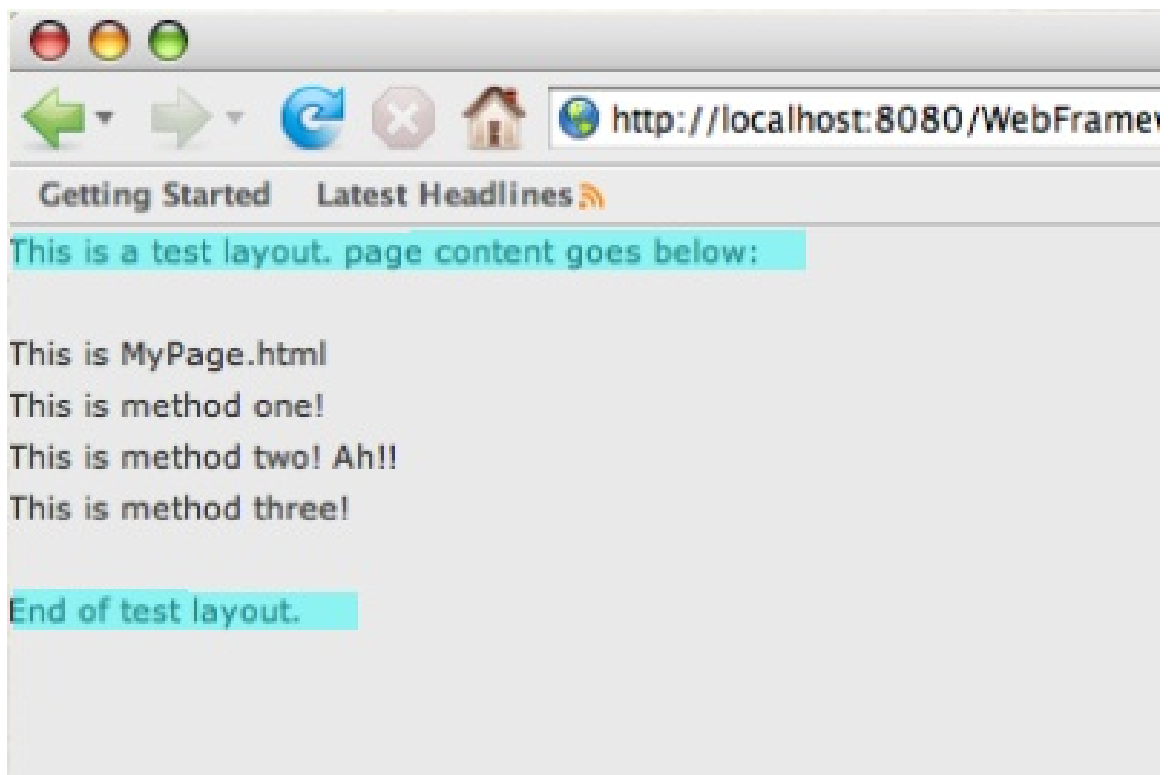 http://localhost:8080/WebFramew
Getting Started Latest Headlines
This is a test layout. page content goes below:
This is MyPage.html
This is method one!
This is method two! Ah!!
This is method three!
End of test layout.